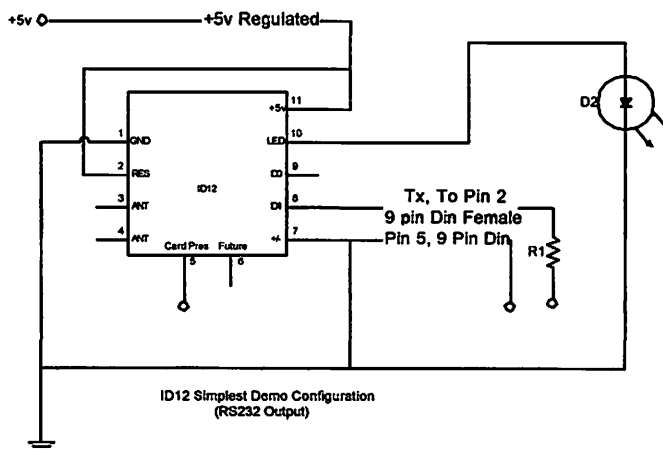 +5v
+5v Regulated
11
+5v
1
GND
10
LED
D2
2
RES
9
D0
ID12
3
ANT
8
DI
Tx, To Pin 2
9 pin Din Female
Pin 5, 9 Pin Din
4
ANT
7
+/-
R1
Card Pres
Future
5
6
ID12 Simplest Demo Configuration
(RS232 Output)